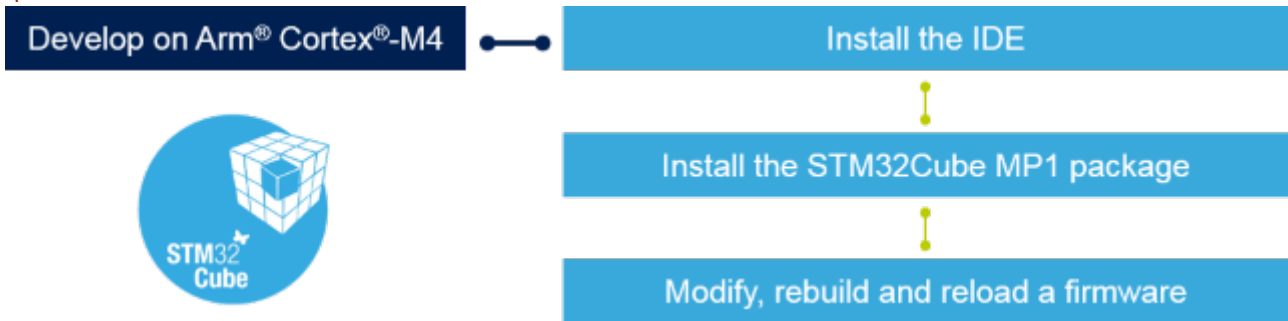 Develop on Arm® Cortex®-M4
Install the IDE
Install the STM32Cube MP1 package
STM32
Cube
Modify, rebuild and reload a firmware